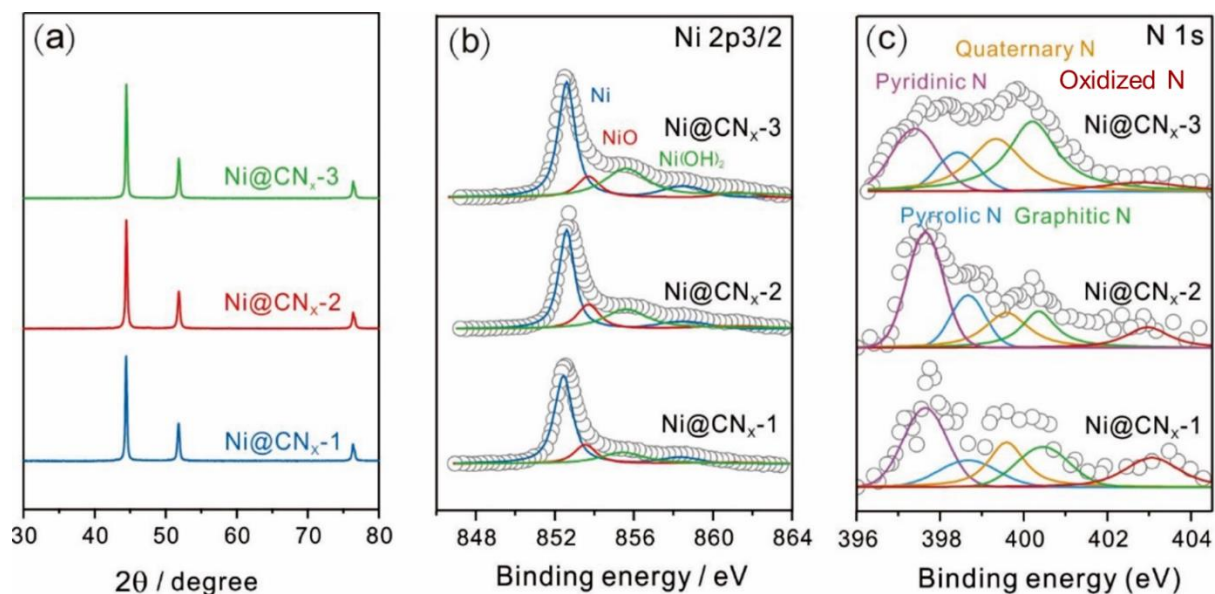 (a)
Ni@CNₓ-3
Ni@CNₓ-2
Ni@CNₓ-1
30 40 50 60 70 80
2θ / degree
(b)
Ni 2p3/2
Ni
NiO
Ni(OH)₂
Ni@CNₓ-3
Ni@CNₓ-2
Ni@CNₓ-1
848 852 856 860 864
Binding energy / eV
(c)
N 1s
Quaternary N
Pyridinic N
Oxidized N
Ni@CNₓ-3
Pyrrolic N
Graphitic N
Ni@CNₓ-2
Ni@CNₓ-1
396 398 400 402 404
Binding energy (eV)